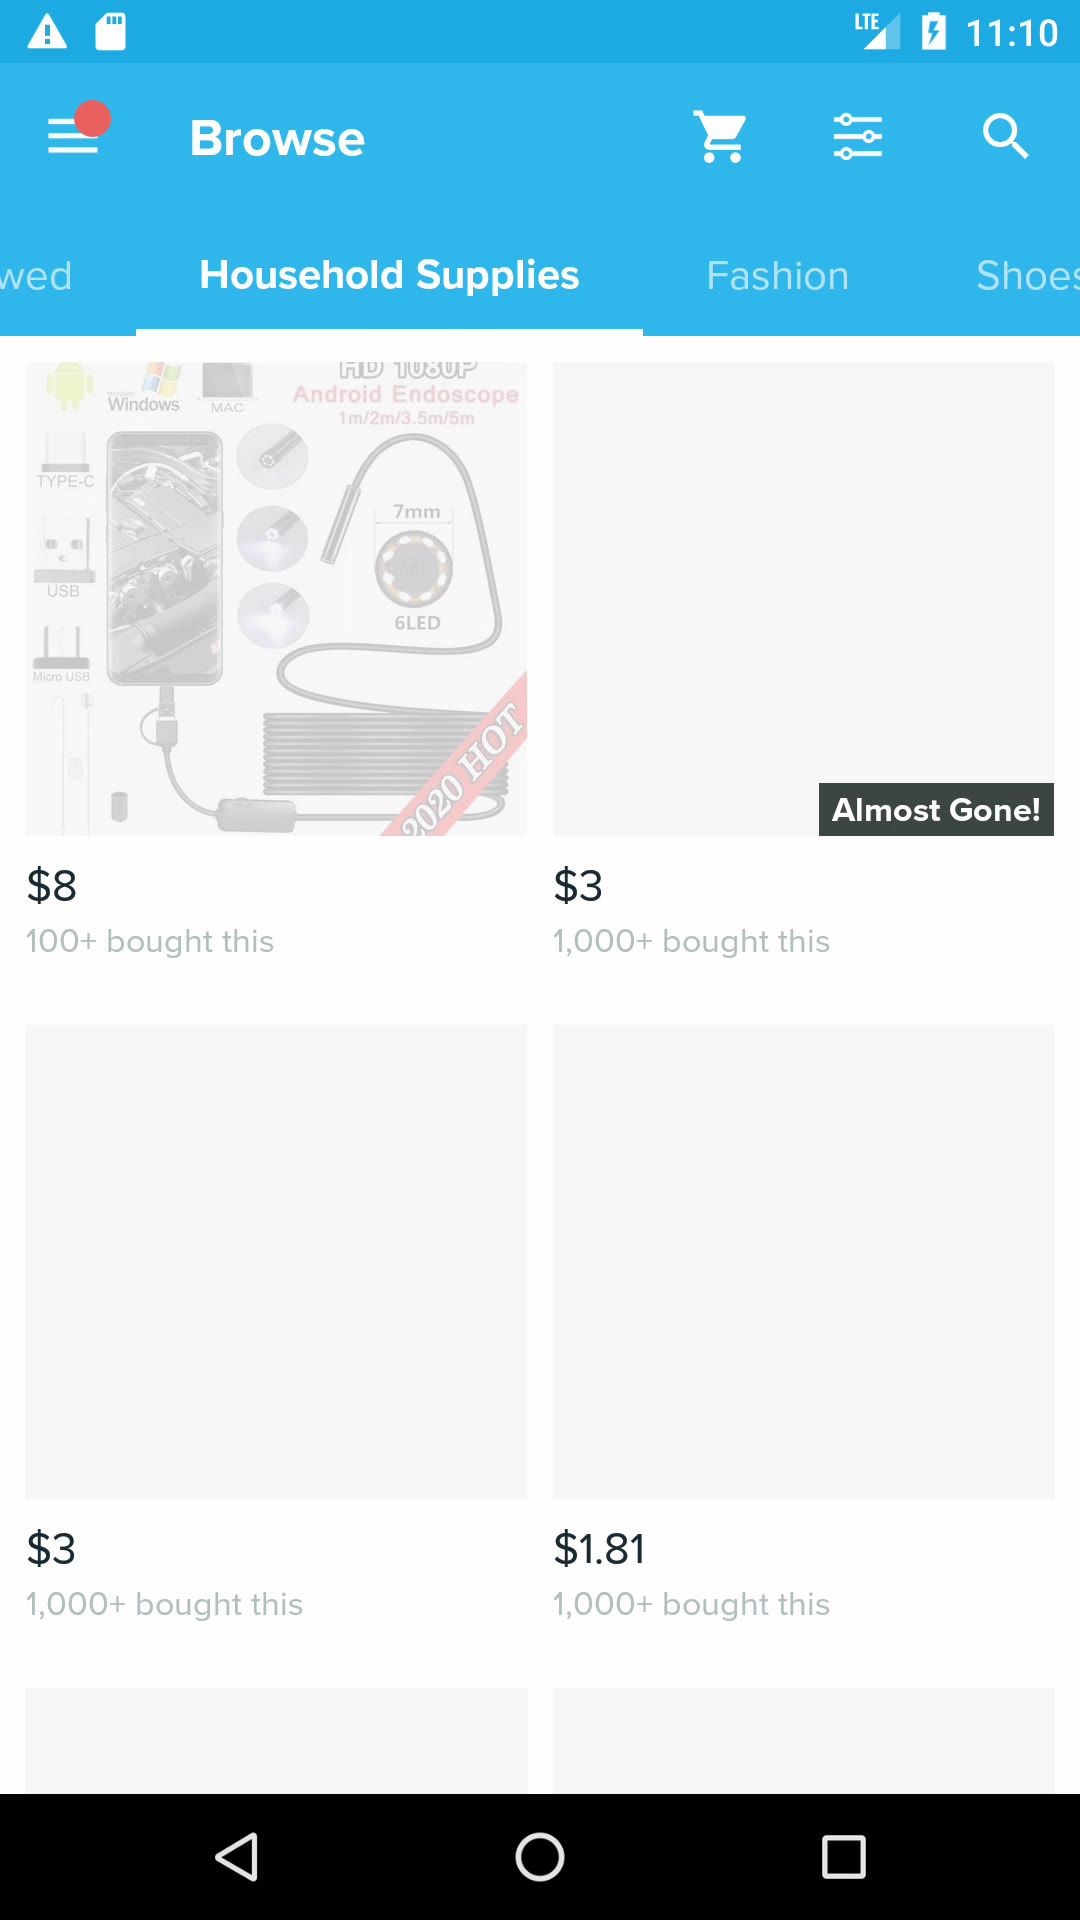 LTE 11:10
Browse
wed Household Supplies Fashion Shoes
HD 1080P
Android Endoscope
1m/2m/3.5m/5m
Windows
MAC
TYPE-C
7mm
USB
6LED
Micro USB
2020 HOT
Almost Gone!
$8 $3
100+ bought this 1,000+ bought this
$3 $1.81
1,000+ bought this 1,000+ bought this